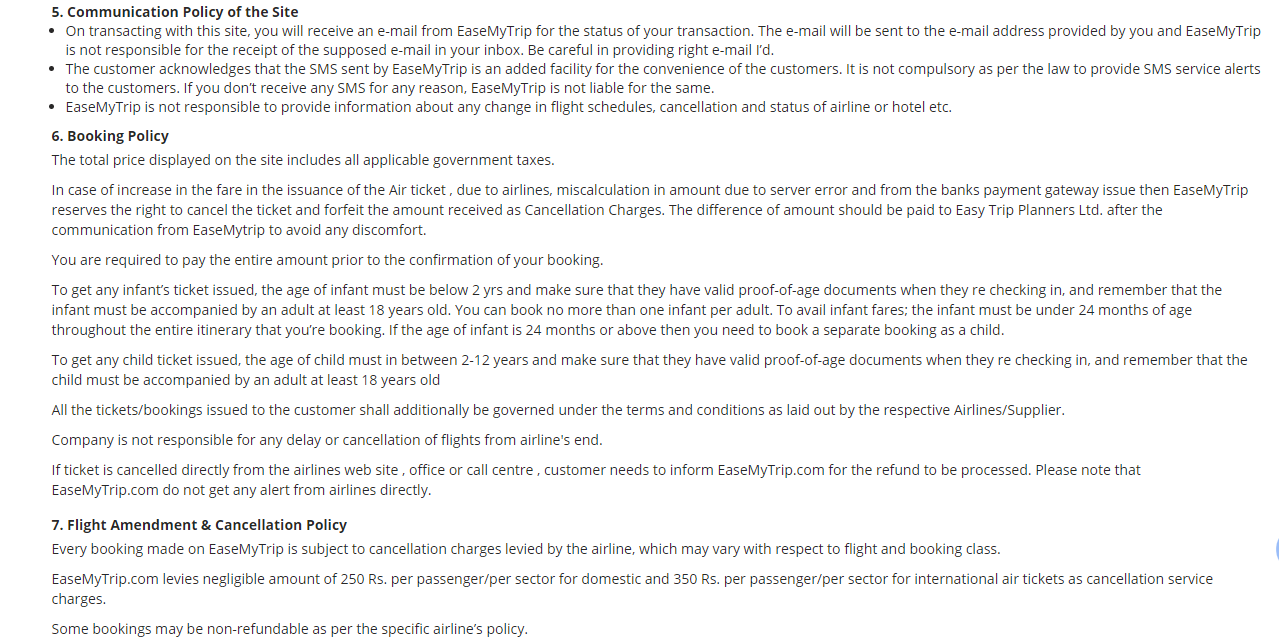 5. Communication Policy of the Site
• On transacting with this site, you will receive an e-mail from EaseMyTrip for the status of your transaction. The e-mail will be sent to the e-mail address provided by you and EaseMyTrip
is not responsible for the receipt of the supposed e-mail in your inbox. Be careful in providing right e-mail I’d.
• The customer acknowledges that the SMS sent by EaseMyTrip is an added facility for the convenience of the customers. It is not compulsory as per the law to provide SMS service alerts
to the customers. If you don’t receive any SMS for any reason, EaseMyTrip is not liable for the same.
• EaseMyTrip is not responsible to provide information about any change in flight schedules, cancellation and status of airline or hotel etc.
6. Booking Policy
The total price displayed on the site includes all applicable government taxes.
In case of increase in the fare in the issuance of the Air ticket , due to airlines, miscalculation in amount due to server error and from the banks payment gateway issue then EaseMyTrip
reserves the right to cancel the ticket and forfeit the amount received as Cancellation Charges. The difference of amount should be paid to Easy Trip Planners Ltd. after the
communication from EaseMytrip to avoid any discomfort.
You are required to pay the entire amount prior to the confirmation of your booking.
To get any infant’s ticket issued, the age of infant must be below 2 yrs and make sure that they have valid proof-of-age documents when they re checking in, and remember that the
infant must be accompanied by an adult at least 18 years old. You can book no more than one infant per adult. To avail infant fares; the infant must be under 24 months of age
throughout the entire itinerary that you’re booking. If the age of infant is 24 months or above then you need to book a separate booking as a child.
To get any child ticket issued, the age of child must in between 2-12 years and make sure that they have valid proof-of-age documents when they re checking in, and remember that the
child must be accompanied by an adult at least 18 years old
All the tickets/bookings issued to the customer shall additionally be governed under the terms and conditions as laid out by the respective Airlines/Supplier.
Company is not responsible for any delay or cancellation of flights from airline's end.
If ticket is cancelled directly from the airlines web site , office or call centre , customer needs to inform EaseMyTrip.com for the refund to be processed. Please note that
EaseMyTrip.com do not get any alert from airlines directly.
7. Flight Amendment & Cancellation Policy
Every booking made on EaseMyTrip is subject to cancellation charges levied by the airline, which may vary with respect to flight and booking class.
EaseMyTrip.com levies negligible amount of 250 Rs. per passenger/per sector for domestic and 350 Rs. per passenger/per sector for international air tickets as cancellation service
charges.
Some bookings may be non-refundable as per the specific airline’s policy.